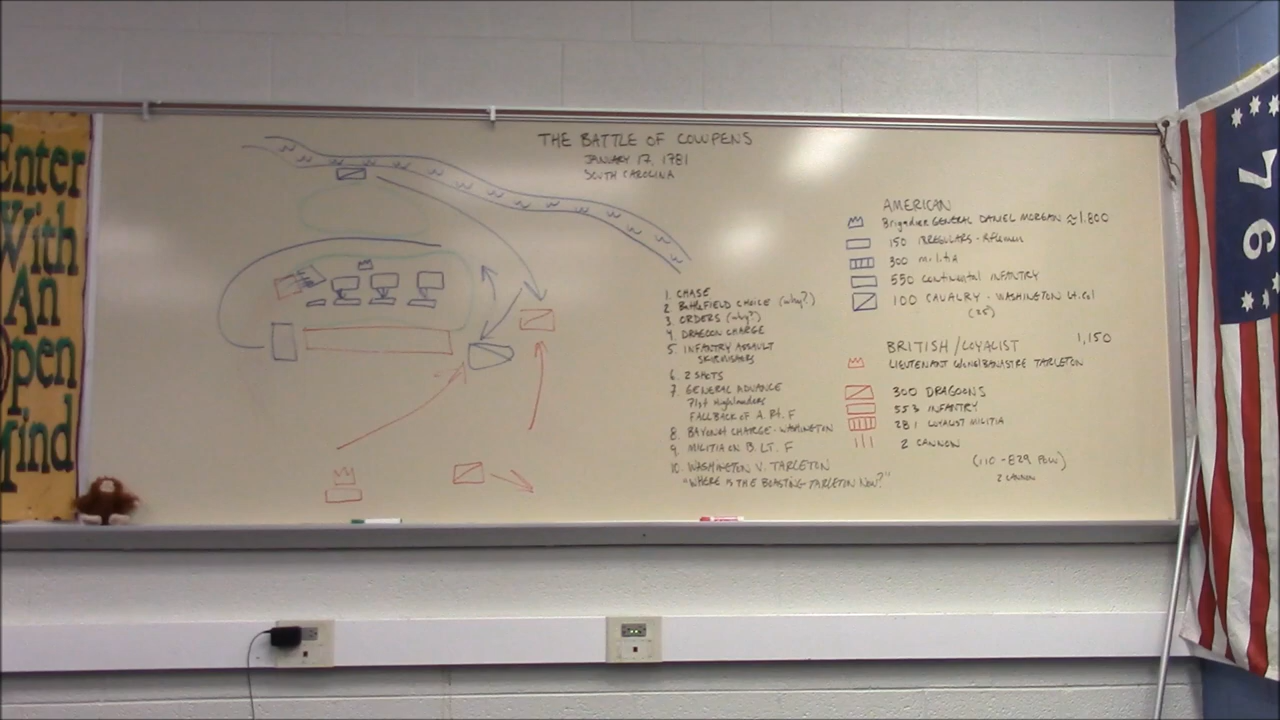 Enter
With
An
Open
Mind
THE BATTLE OF COWPENS
JANUARY 17, 1781
SOUTH CAROLINA
1. CHASE
2. BATTLEFIELD CHOICE (why?)
3. ORDERS (why?)
4. DRAGOON CHARGE
5. INFANTRY ASSAULT
SKIRMISHERS
6. 2 SHOTS
7. GENERAL ADVANCE
71st Highlanders
FALLBACK OF A. Rt. F
8. BAYONET CHARGE - WASHINGTON
9. MILITIA ON B. LT. F
10. WASHINGTON V. TARLETON
"WHERE IS THE BOASTING TARLETON NOW?"
AMERICAN
Brigadier GENERAL DANIEL MORGAN ≈ 1,800
150 IRREGULARS - Riflemen
300 militia
550 Continental INFANTRY
100 CAVALRY - WASHINGTON Lt. Col
(25)
BRITISH / LOYALIST 1,150
LIEUTENANT BANASTRE TARLETON
300 DRAGOONS
553 INFANTRY
281 LOYALIST MILITIA
2 CANNON
(110 - 829 POW)
2 CANNON
76